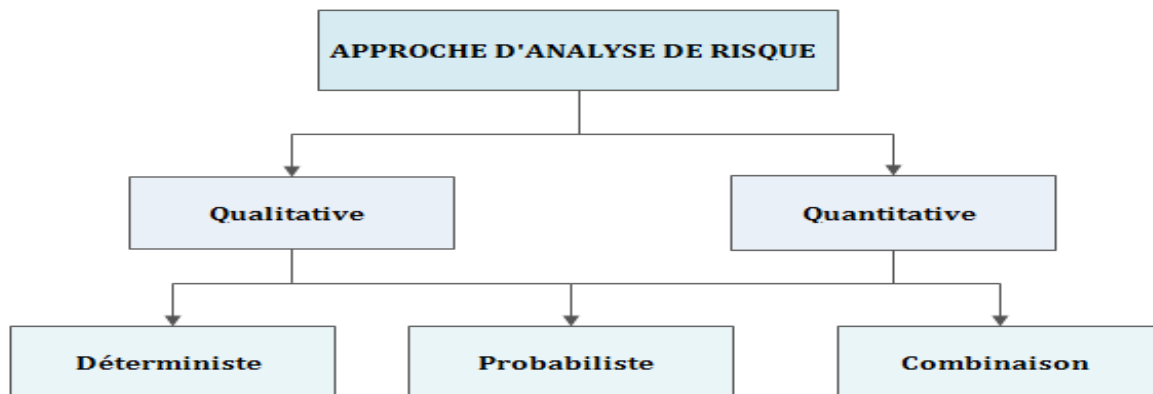 APPROCHE D'ANALYSE DE RISQUE
Qualitative
Quantitative
Déterministe
Probabiliste
Combinaison